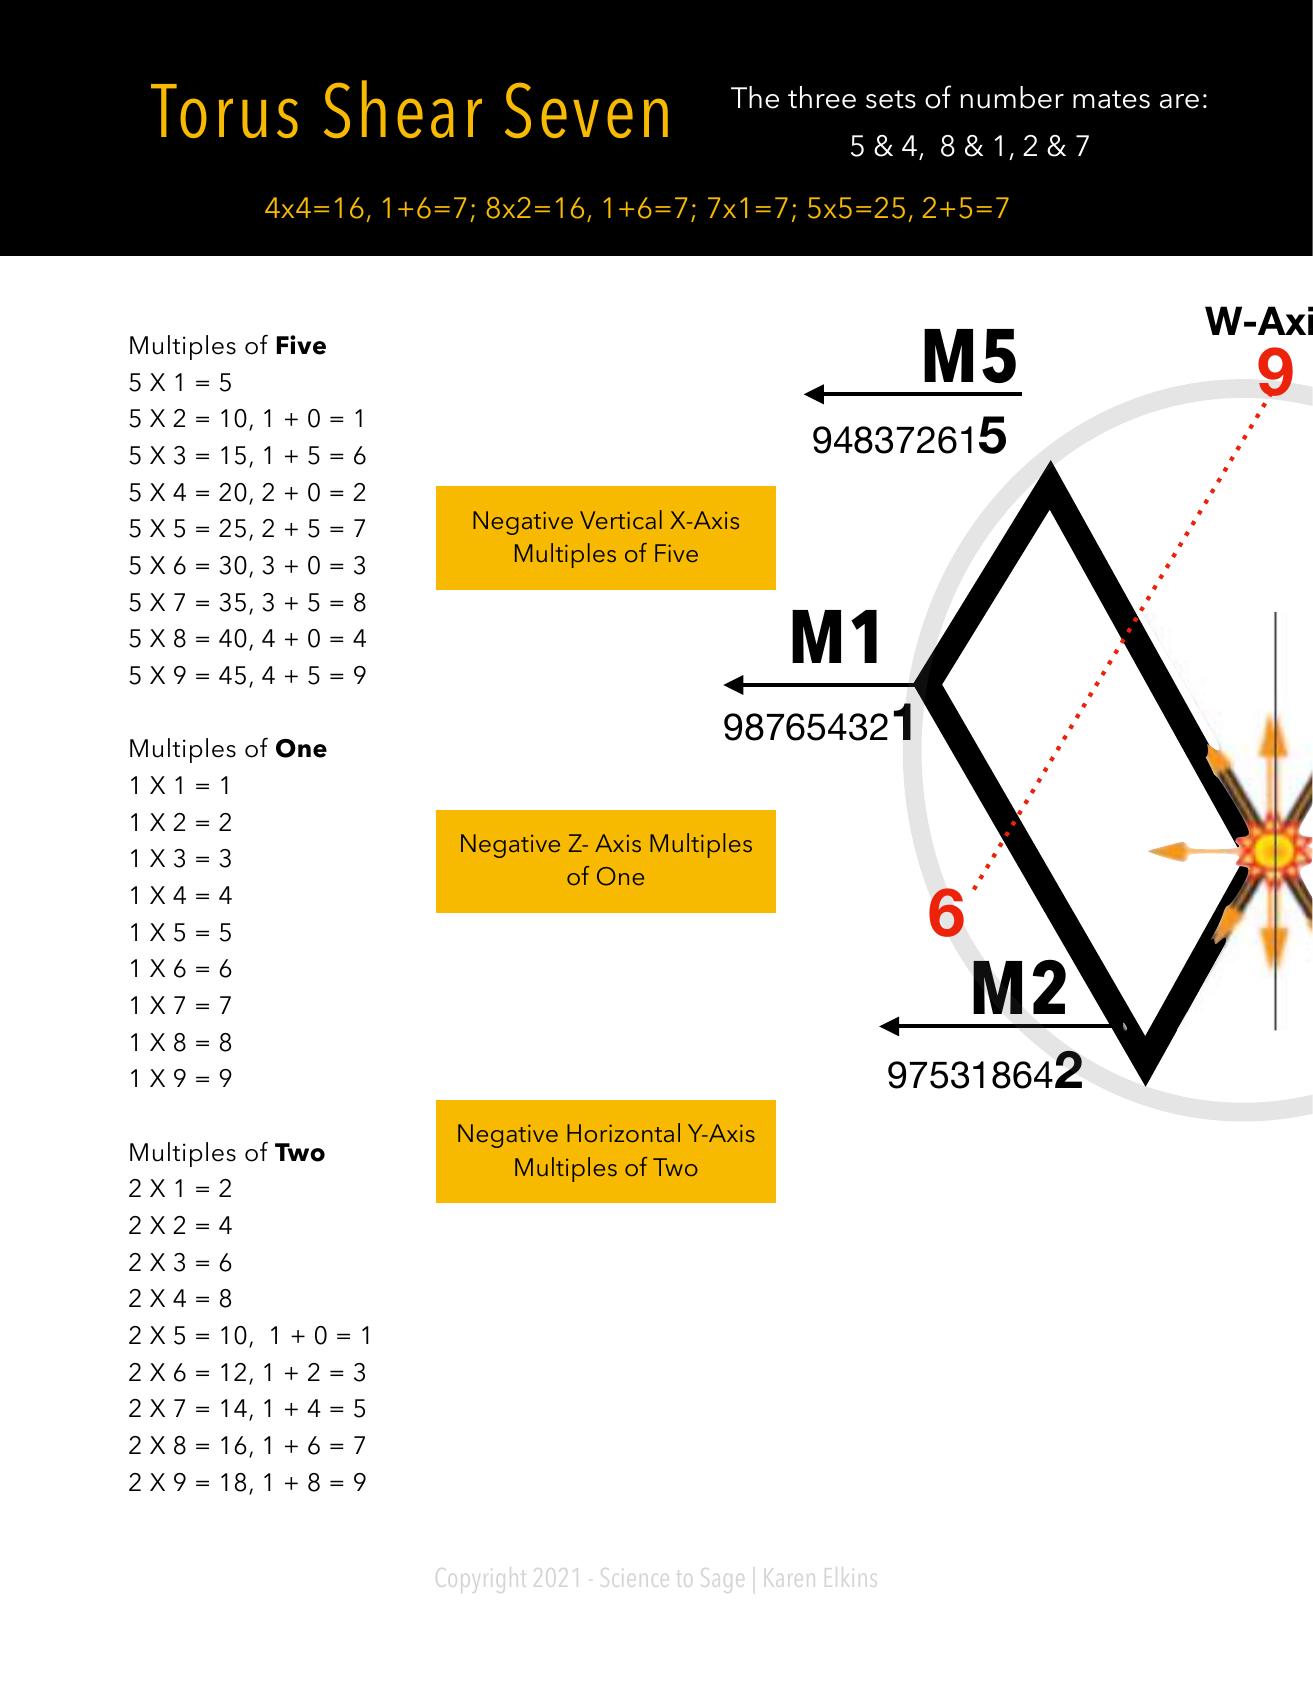 Torus Shear Seven
The three sets of number mates are:
5 & 4,  8 & 1, 2 & 7
4x4=16, 1+6=7; 8x2=16, 1+6=7; 7x1=7; 5x5=25, 2+5=7
Multiples of Five
5 X 1 = 5
5 X 2 = 10, 1 + 0 = 1
5 X 3 = 15, 1 + 5 = 6
5 X 4 = 20, 2 + 0 = 2
5 X 5 = 25, 2 + 5 = 7
5 X 6 = 30, 3 + 0 = 3
5 X 7 = 35, 3 + 5 = 8
5 X 8 = 40, 4 + 0 = 4
5 X 9 = 45, 4 + 5 = 9
Multiples of One
1 X 1 = 1
1 X 2 = 2
1 X 3 = 3
1 X 4 = 4
1 X 5 = 5
1 X 6 = 6
1 X 7 = 7
1 X 8 = 8
1 X 9 = 9
Multiples of Two
2 X 1 = 2
2 X 2 = 4
2 X 3 = 6
2 X 4 = 8
2 X 5 = 10,  1 + 0 = 1
2 X 6 = 12, 1 + 2 = 3
2 X 7 = 14, 1 + 4 = 5
2 X 8 = 16, 1 + 6 = 7
2 X 9 = 18, 1 + 8 = 9
Negative Vertical X-Axis
Multiples of Five
Negative Z- Axis Multiples
of One
Negative Horizontal Y-Axis
Multiples of Two
W-Axi
9
M5
948372615
M1
987654321
6
M2
975318642
Copyright 2021 - Science to Sage | Karen Elkins